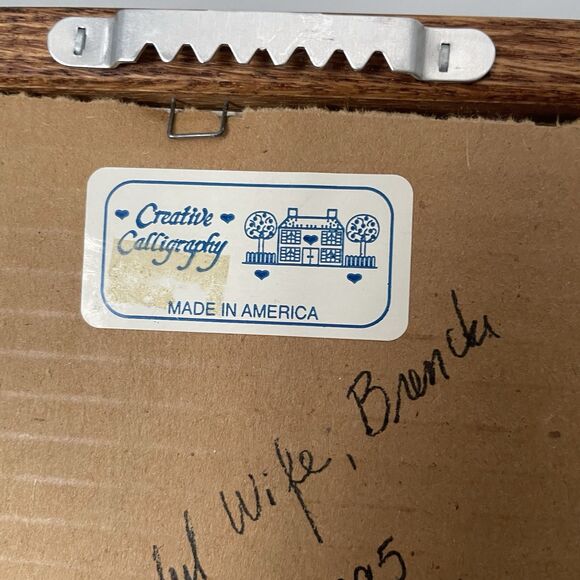 Creative
Calligraphy
MADE IN AMERICA
Wife, Brenda